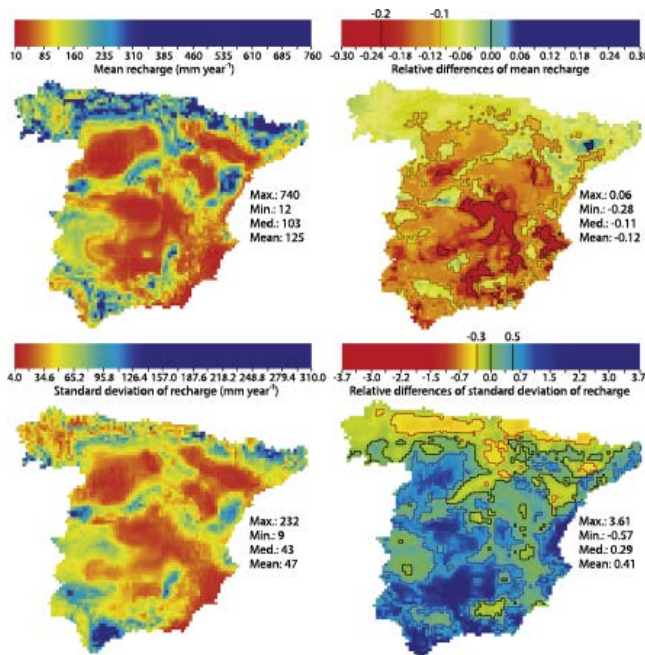 10 85 160 235 310 385 460 535 610 685 760
Mean recharge (mm year⁻¹)
-0.2 -0.1
-0.30 -0.24 -0.18 -0.12 -0.06 0.00 0.06 0.12 0.18 0.24 0.30
Relative differences of mean recharge
Max.: 740
Min.: 12
Med.: 103
Mean: 125
Max.: 0.06
Min.: -0.28
Med.: -0.11
Mean: -0.12
4.0 34.6 65.2 95.8 126.4 157.0 187.6 218.2 248.8 279.4 310.0
Standard deviation of recharge (mm year⁻¹)
-0.3 0.5
-3.7 -3.0 -2.2 -1.5 -0.7 0.0 0.7 1.5 2.2 3.0 3.7
Relative differences of standard deviation of recharge
Max.: 232
Min.: 9
Med.: 43
Mean: 47
Max.: 3.61
Min.: -0.57
Med.: 0.29
Mean: 0.41